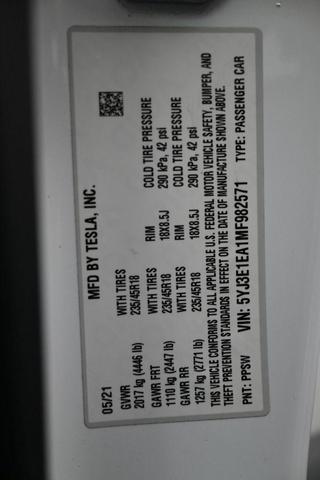 MFD BY TESLA, INC.
05/21
GVWR
2017 kg (4446 lb)
GAWR FRT WITH TIRES RIM COLD TIRE PRESSURE
1110 kg (2447 lb) 235/45R18 18X8.5J 290 kPa, 42 psi
GAWR RR WITH TIRES RIM COLD TIRE PRESSURE
1257 kg (2771 lb) 235/45R18 18X8.5J 290 kPa, 42 psi
THIS VEHICLE CONFORMS TO ALL APPLICABLE U.S. FEDERAL MOTOR VEHICLE SAFETY, BUMPER, AND
THEFT PREVENTION STANDARDS IN EFFECT ON THE DATE OF MANUFACTURE SHOWN ABOVE.
VIN: 5YJ3E1EA1MF982571 TYPE: PASSENGER CAR
PNT: PPSW